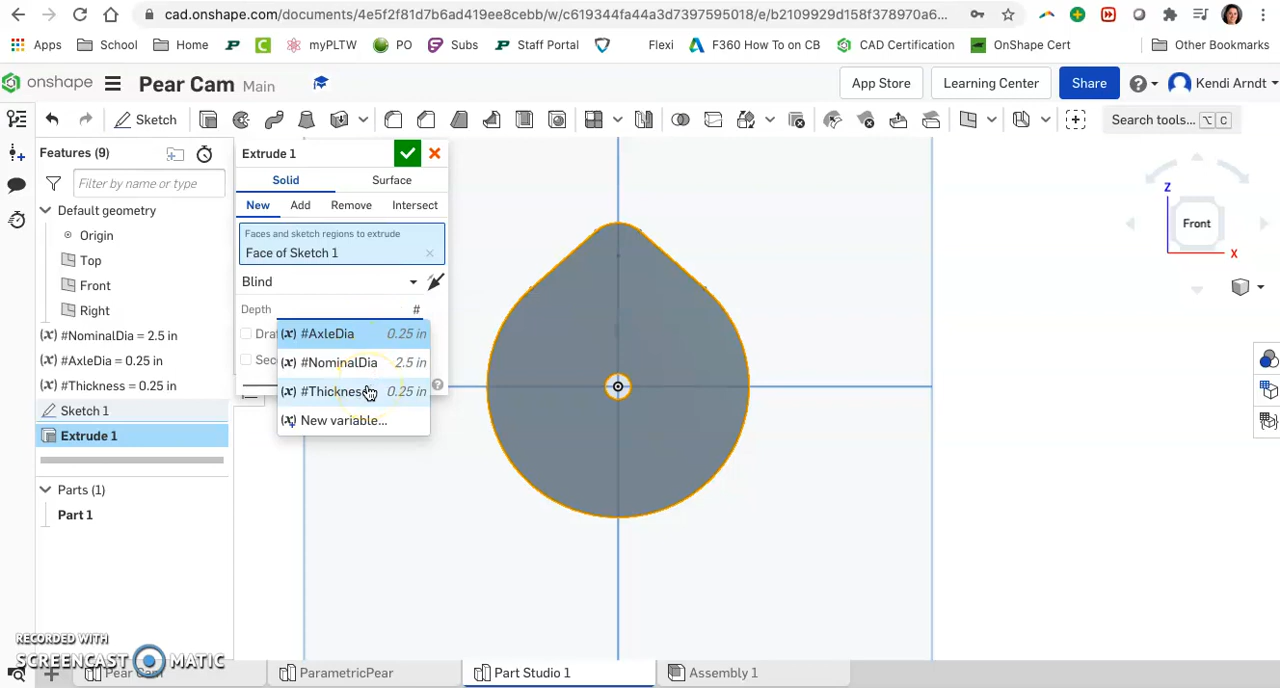 cad.onshape.com/documents/4e5f2f81d7b6ad419ee8cebb/w/c619344fa44a3d7397595018/e/b2109929d158f378970a6...
Apps School Home myPLTW PO Subs Staff Portal Flexi F360 How To on CB CAD Certification OnShape Cert Other Bookmarks
onshape Pear Cam Main App Store Learning Center Share Kendi Arndt
Sketch Search tools... ⌥ C
Features (9)
Filter by name or type
Default geometry
Origin
Top
Front
Right
(x) #NominalDia = 2.5 in
(x) #AxleDia = 0.25 in
(x) #Thickness = 0.25 in
Sketch 1
Extrude 1
Parts (1)
Part 1
Extrude 1
Solid Surface
New Add Remove Intersect
Faces and sketch regions to extrude
Face of Sketch 1
Blind
Depth #
Draf
Seco
(x) #AxleDia 0.25 in
(x) #NominalDia 2.5 in
(x) #Thickness 0.25 in
(x) New variable...
Z
Front
X
RECORDED WITH
SCREENCAST MATIC
Pear Cam ParametricPear Part Studio 1 Assembly 1